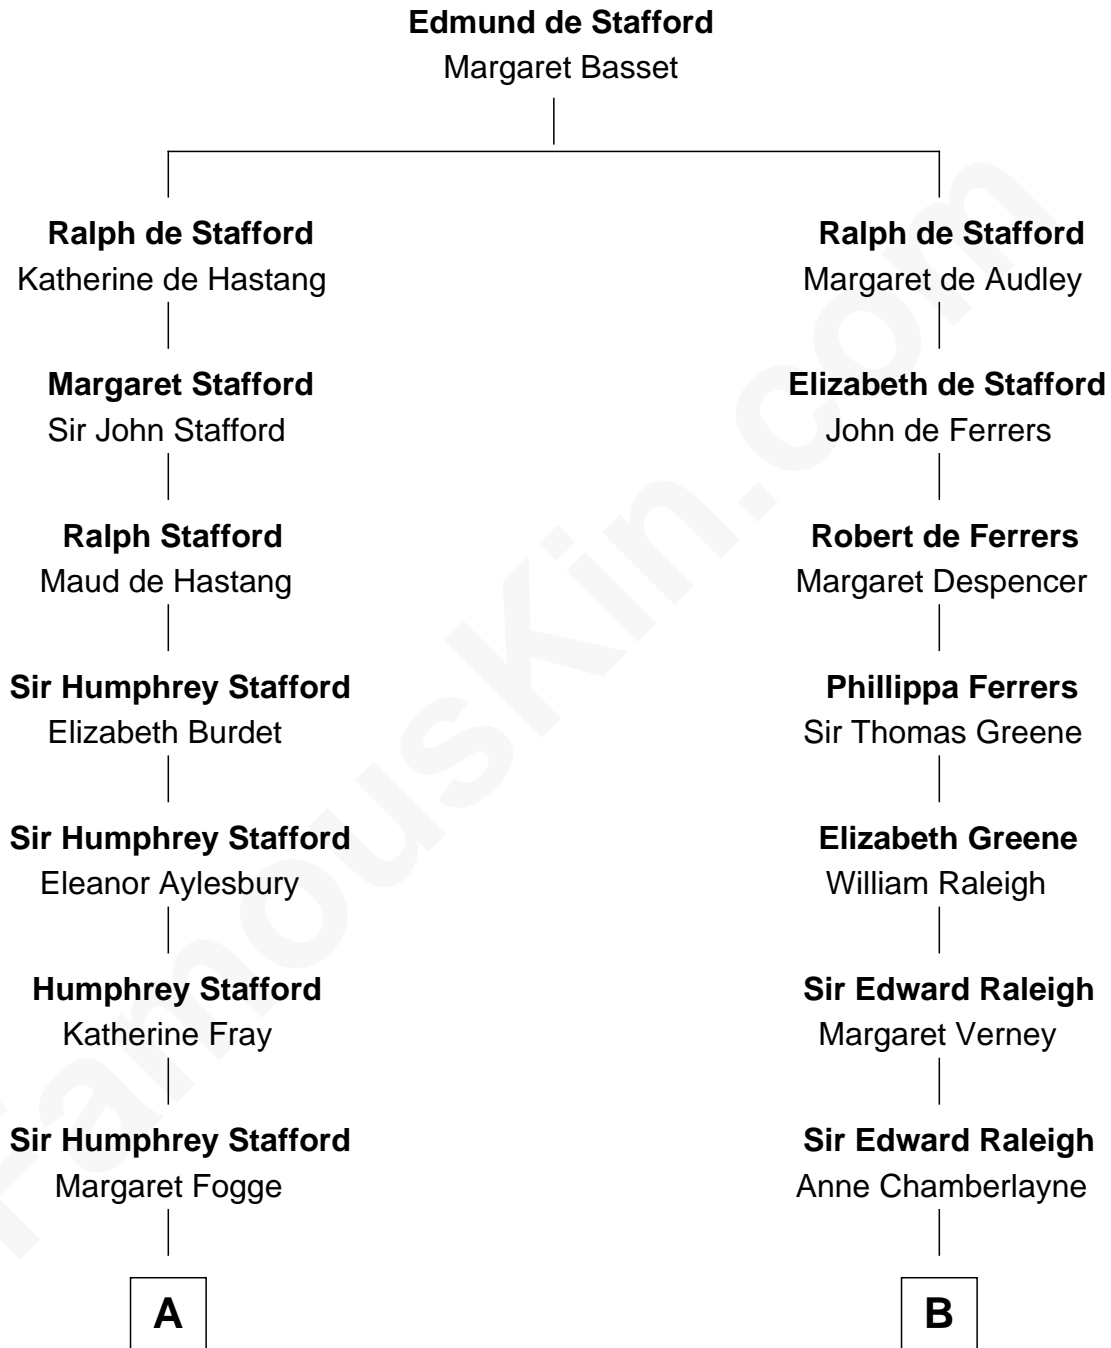 Edmund de Stafford
Margaret Basset
Ralph de Stafford
Katherine de Hastang
Ralph de Stafford
Margaret de Audley
Margaret Stafford
Sir John Stafford
Elizabeth de Stafford
John de Ferrers
Ralph Stafford
Maud de Hastang
Robert de Ferrers
Margaret Despencer
Sir Humphrey Stafford
Elizabeth Burdet
Phillippa Ferrers
Sir Thomas Greene
Sir Humphrey Stafford
Eleanor Aylesbury
Elizabeth Greene
William Raleigh
Humphrey Stafford
Katherine Fray
Sir Edward Raleigh
Margaret Verney
Sir Humphrey Stafford
Margaret Fogge
Sir Edward Raleigh
Anne Chamberlayne
A
B
FamousKin.com